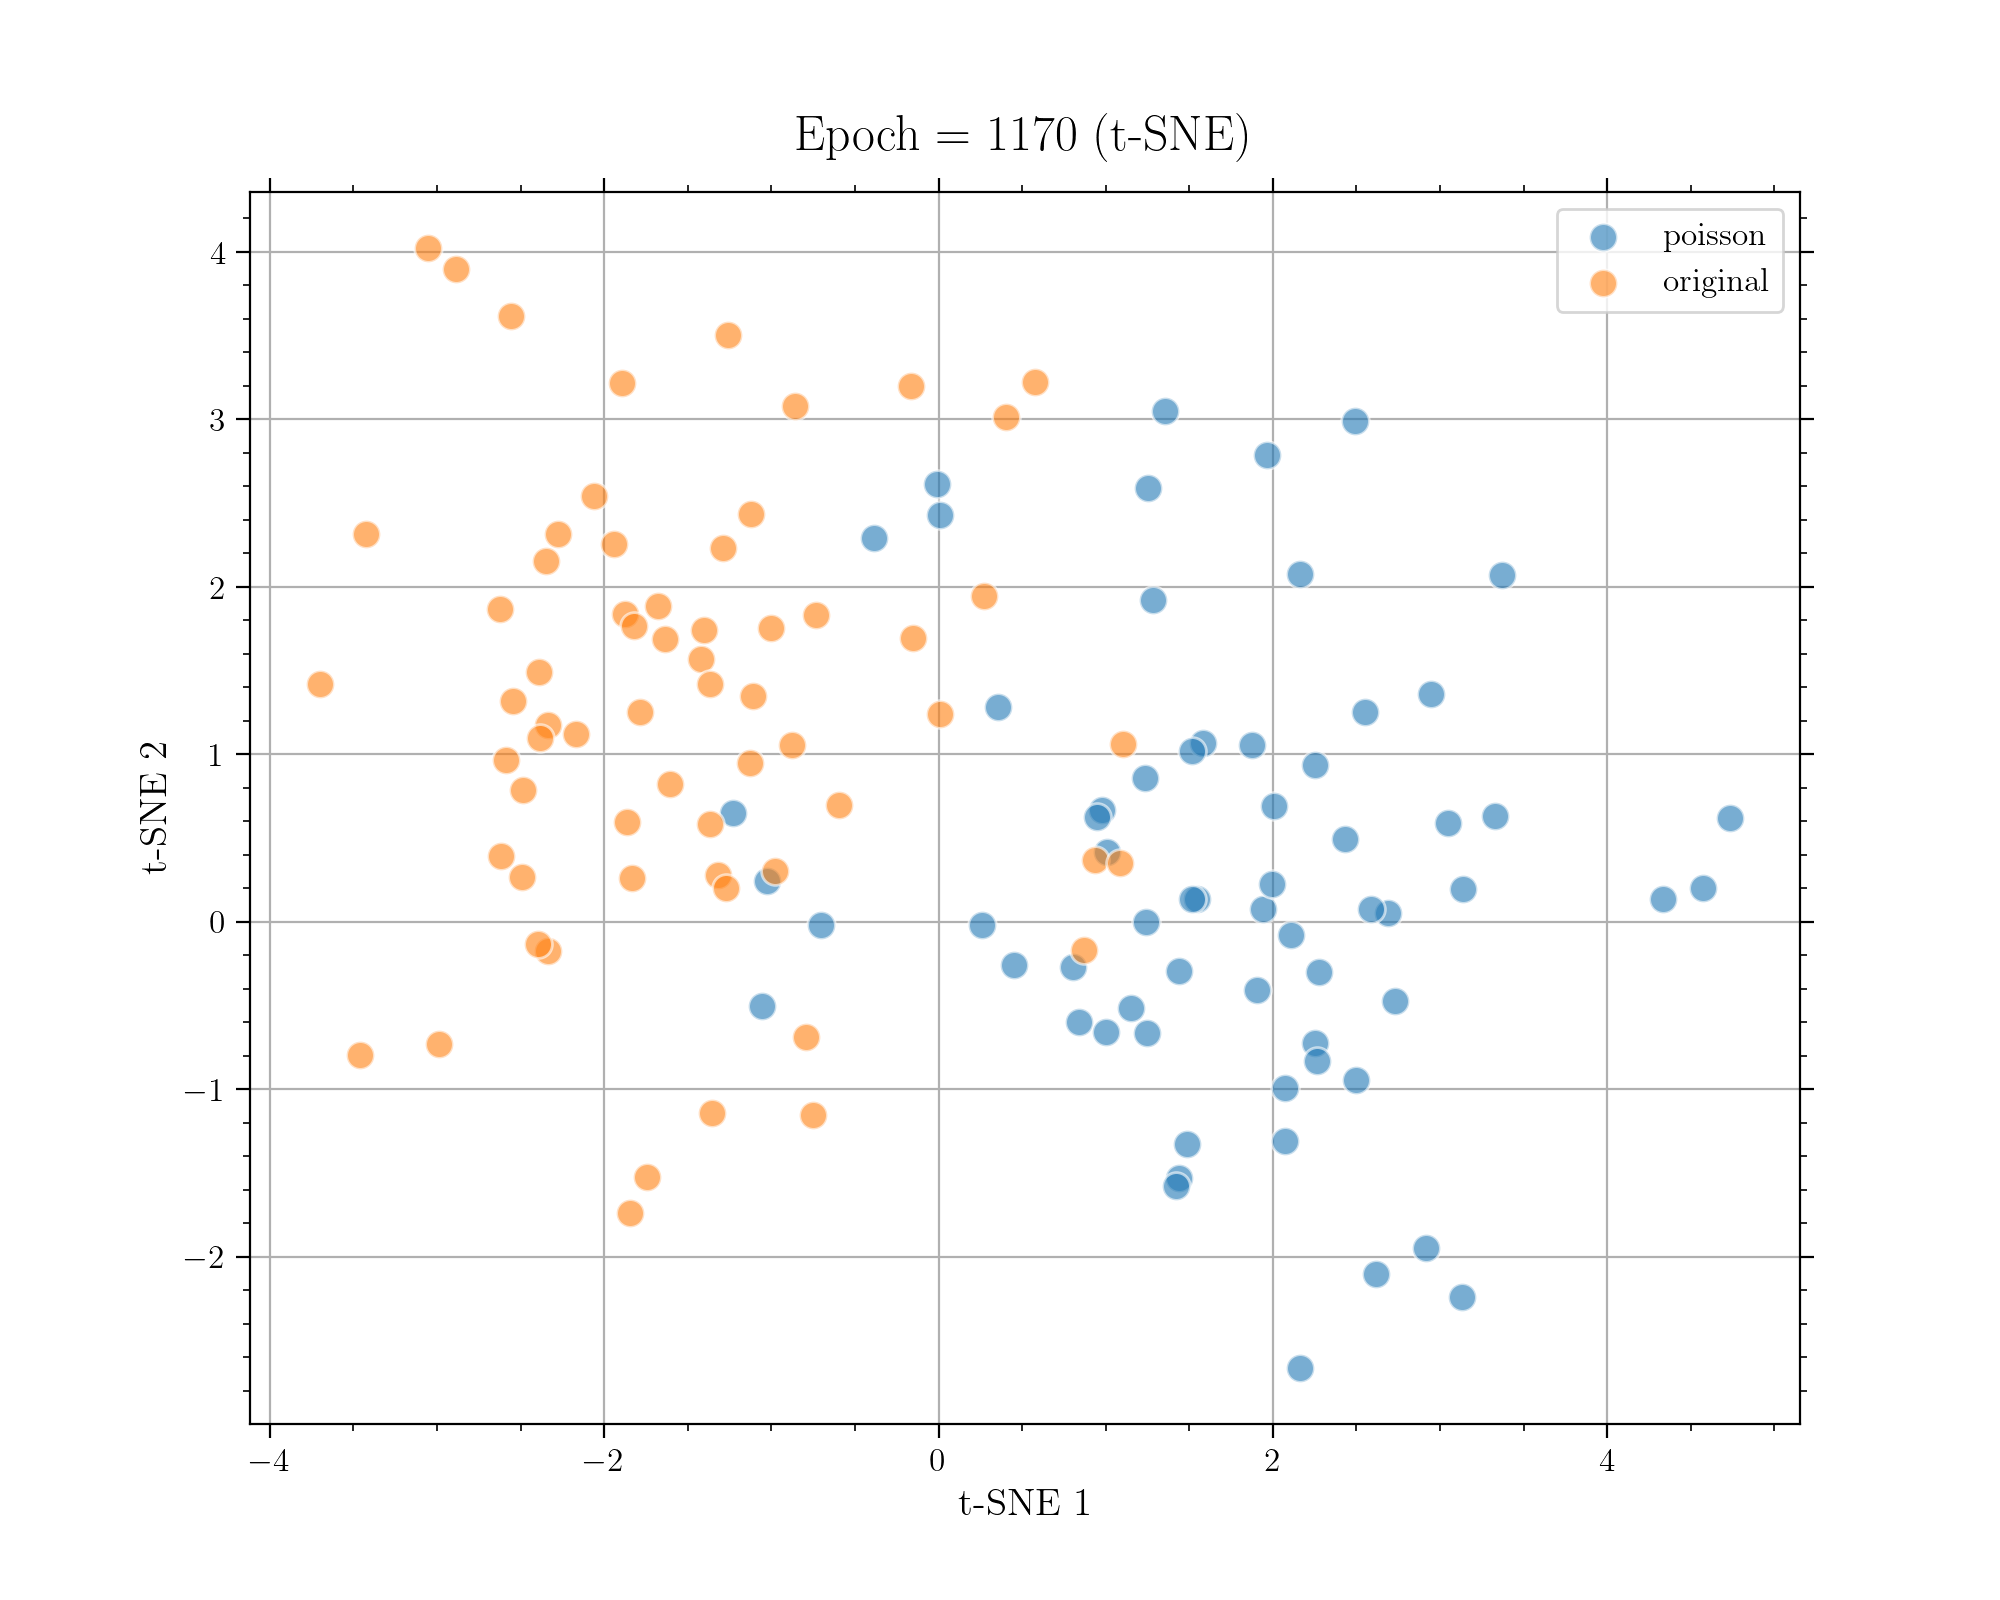 Epoch = 1170 (t-SNE)
poisson
original
4
3
2
1
0
−1
−2
t-SNE 2
−4
−2
0
2
4
t-SNE 1